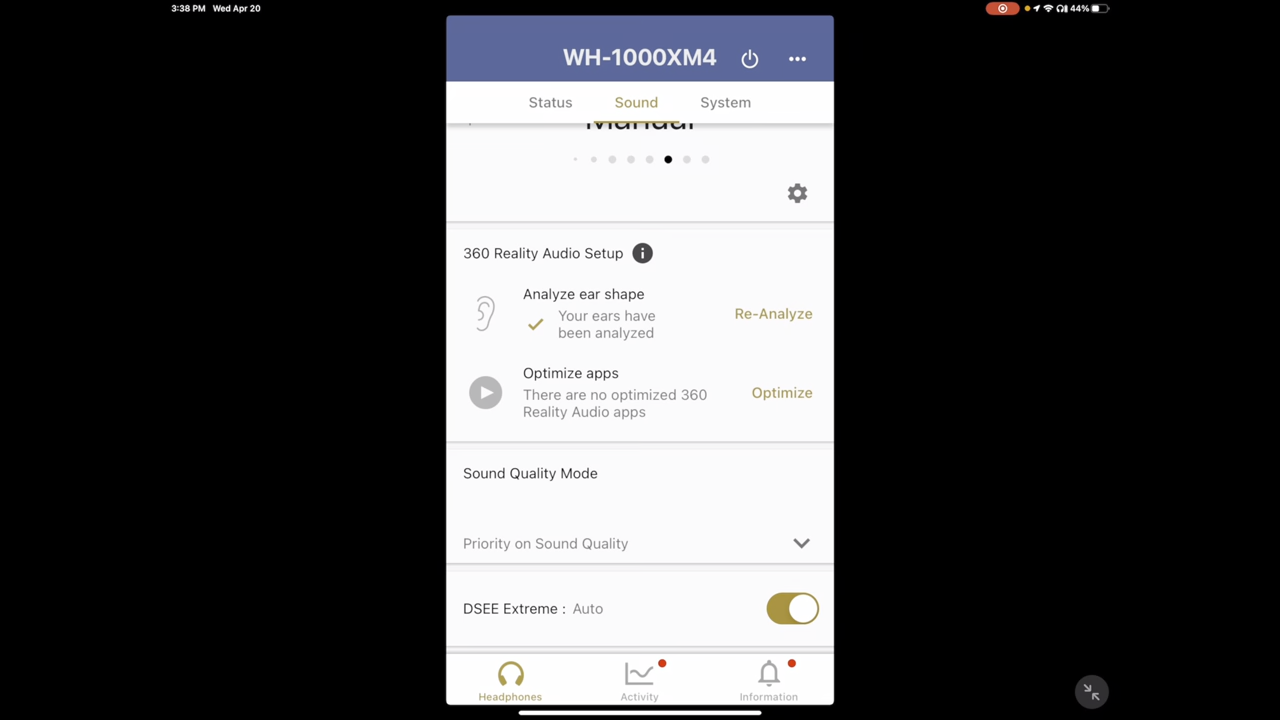 3:38 PM Wed Apr 20
44%
WH-1000XM4
Status Sound System
Manual
360 Reality Audio Setup
Analyze ear shape
Your ears have
been analyzed
Re-Analyze
Optimize apps
There are no optimized 360
Reality Audio apps
Optimize
Sound Quality Mode
Priority on Sound Quality
DSEE Extreme : Auto
Headphones Activity Information